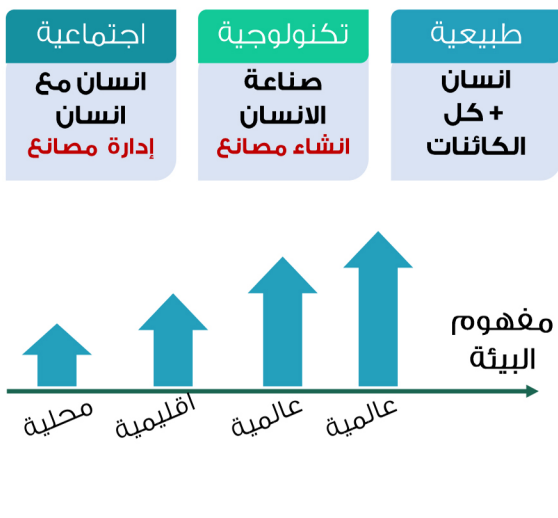 طبيعية
انسان
+ كل
الكائنات
تكنولوجية
صناعة
الانسان
انشاء مصانع
اجتماعية
انسان مع
انسان
إدارة مصانع
مفهوم
البيئة
عالمية
عالمية
اقليمية
محلية